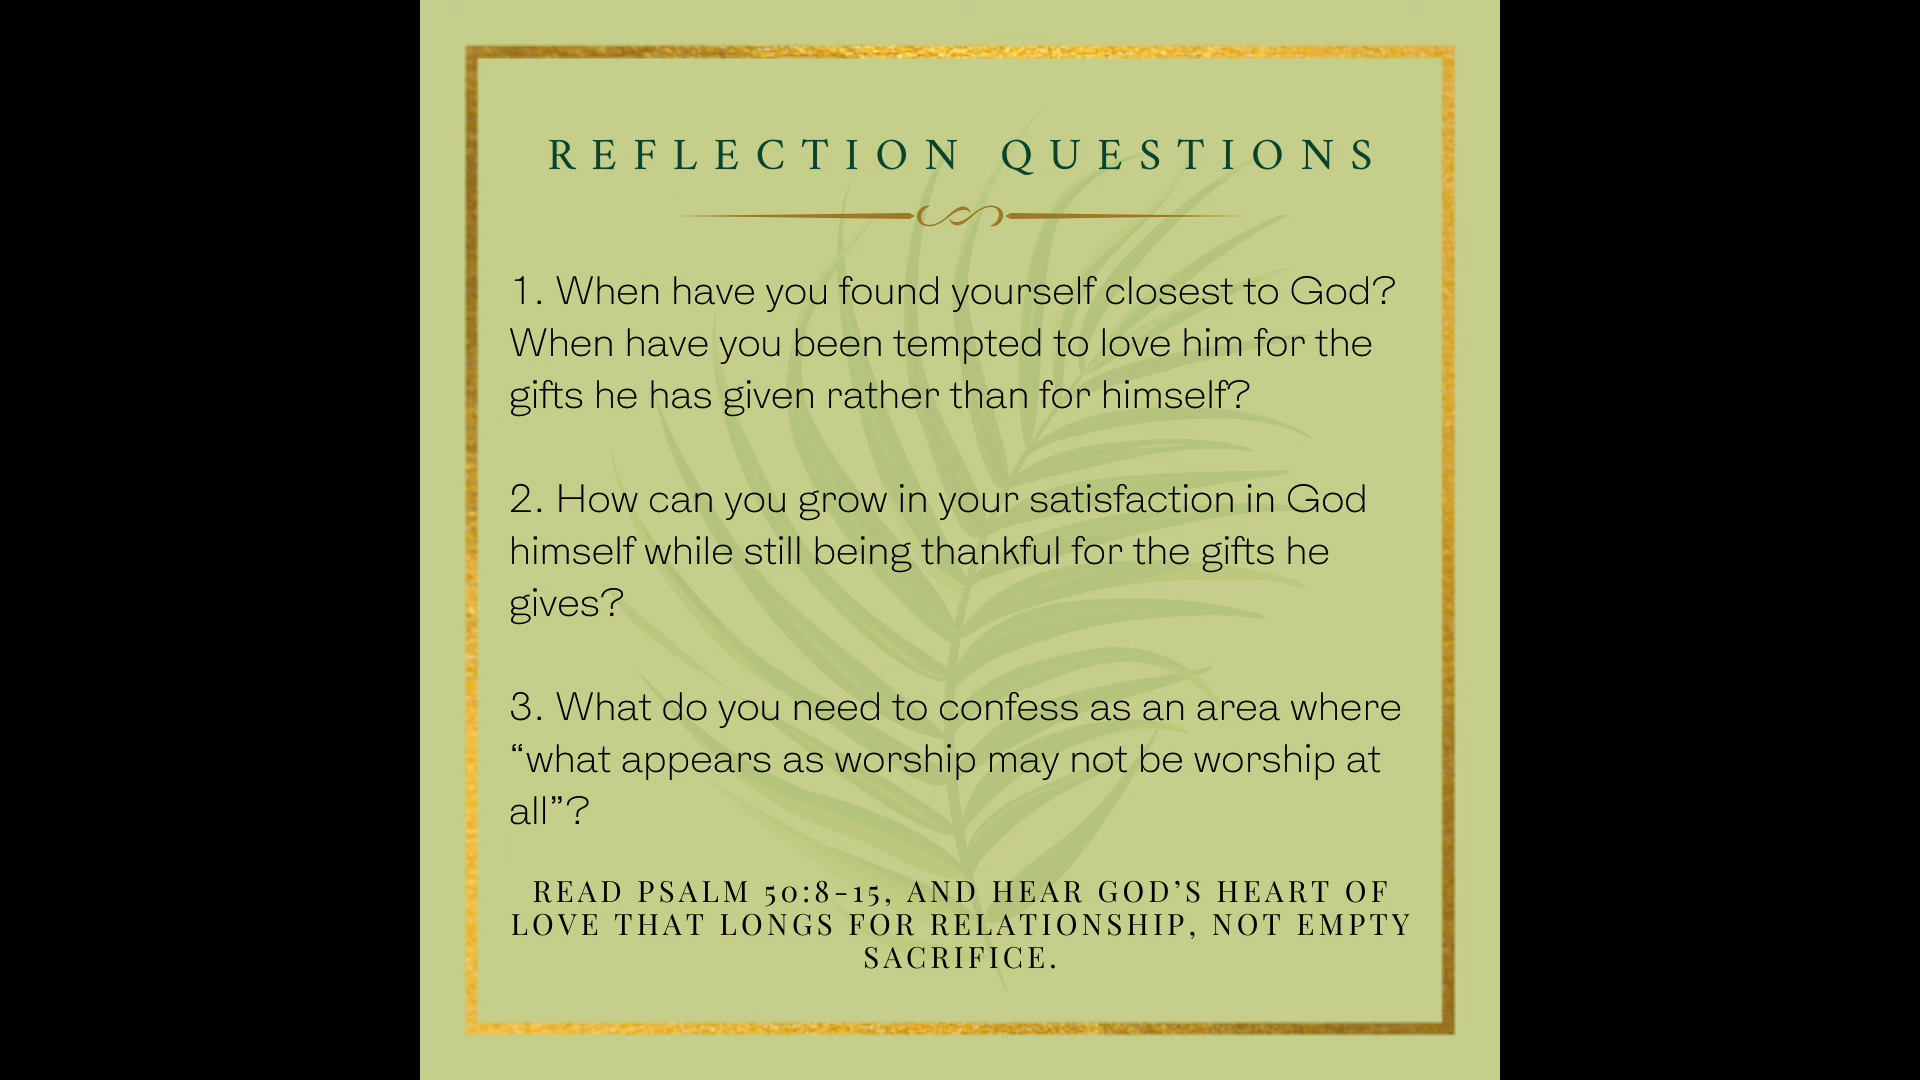 REFLECTION QUESTIONS
1. When have you found yourself closest to God?
When have you been tempted to love him for the
gifts he has given rather than for himself?
2. How can you grow in your satisfaction in God
himself while still being thankful for the gifts he
gives?
3. What do you need to confess as an area where
“what appears as worship may not be worship at
all”?
READ PSALM 50:8-15, AND HEAR GOD’S HEART OF
LOVE THAT LONGS FOR RELATIONSHIP, NOT EMPTY
SACRIFICE.